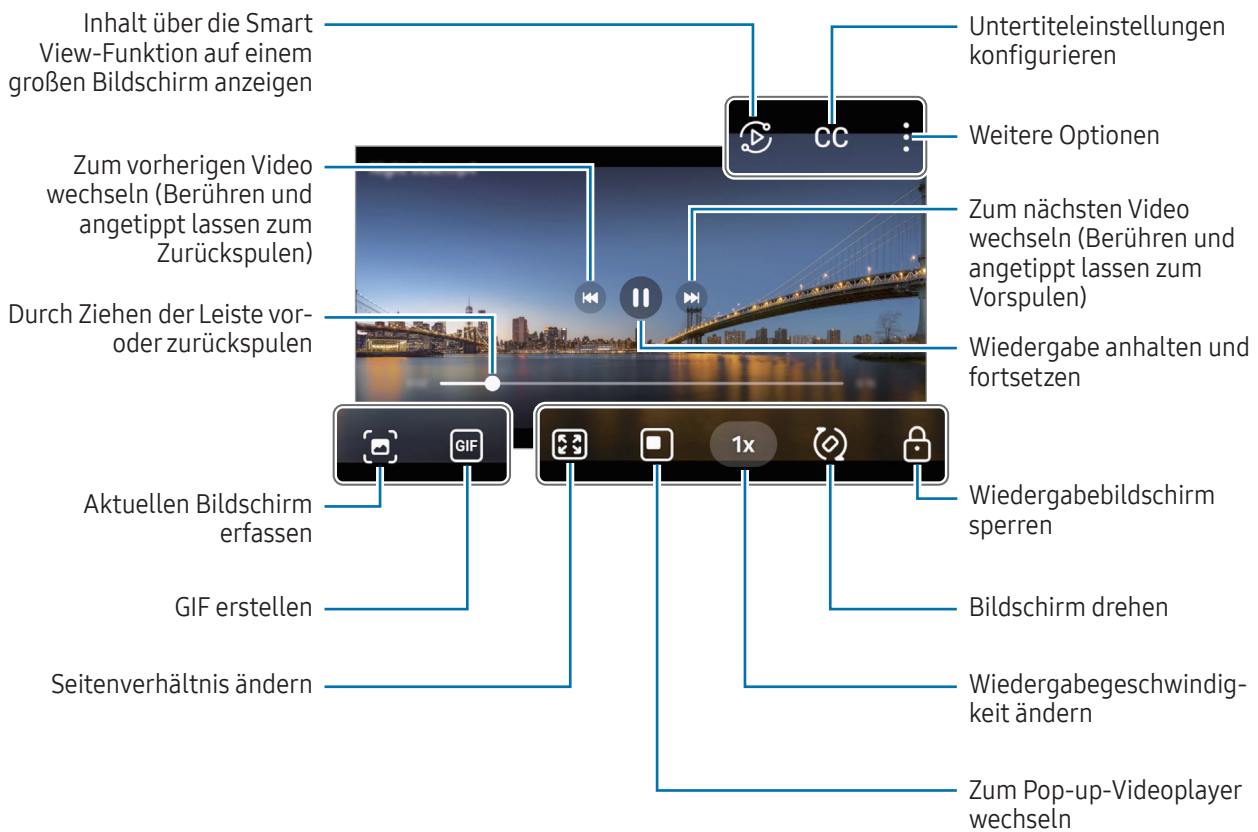 Inhalt über die Smart
View-Funktion auf einem
großen Bildschirm anzeigen
Zum vorherigen Video
wechseln (Berühren und
angetippt lassen zum
Zurückspulen)
Durch Ziehen der Leiste vor-
oder zurückspulen
Aktuellen Bildschirm
erfassen
GIF erstellen
Seitenverhältnis ändern
CC
GIF
1x
Untertiteleinstellungen
konfigurieren
Weitere Optionen
Zum nächsten Video
wechseln (Berühren und
angetippt lassen zum
Vorspulen)
Wiedergabe anhalten und
fortsetzen
Wiedergabebildschirm
sperren
Bildschirm drehen
Wiedergabegeschwindig-
keit ändern
Zum Pop-up-Videoplayer
wechseln